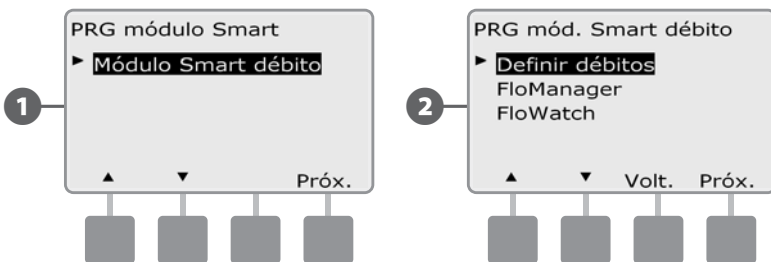 PRG módulo Smart
► Módulo Smart débito
1
▲ ▼ Próx.
PRG mód. Smart débito
► Definir débitos
FloManager
FloWatch
2
▲ ▼ Volt. Próx.